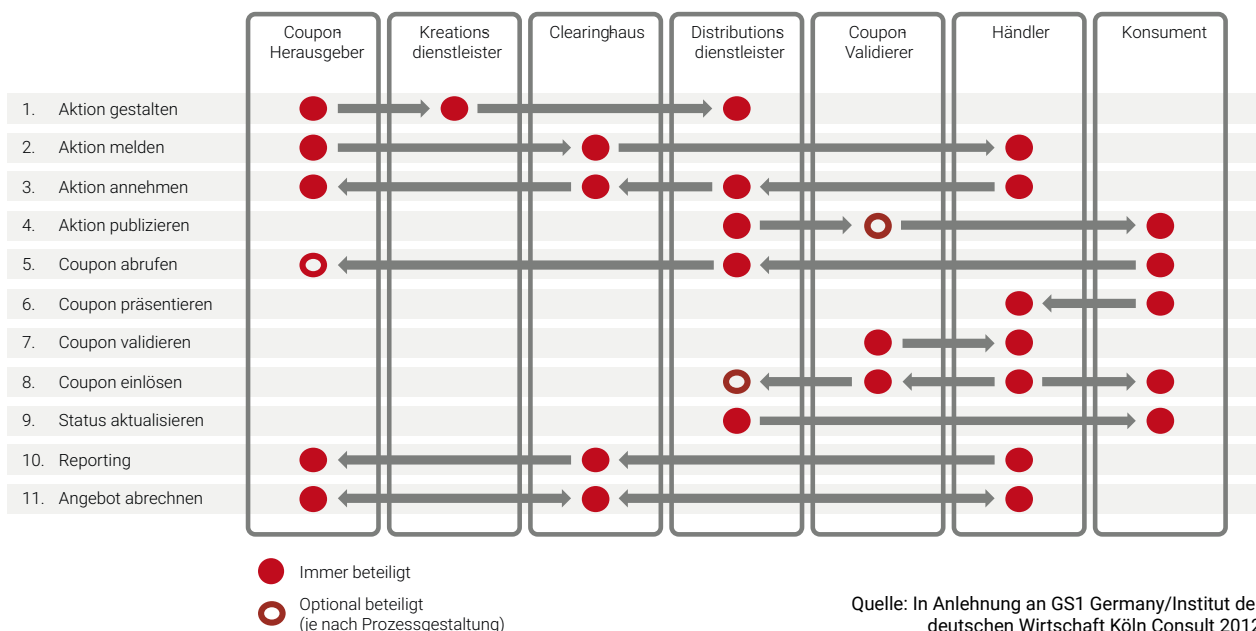 Coupon-
Herausgeber
Kreations
dienstleister
Clearinghaus
Distributions
dienstleister
Coupon-
Validierer
Händler
Konsument
1. Aktion gestalten
2. Aktion melden
3. Aktion annehmen
4. Aktion publizieren
5. Coupon abrufen
6. Coupon präsentieren
7. Coupon validieren
8. Coupon einlösen
9. Status aktualisieren
10. Reporting
11. Angebot abrechnen
Immer beteiligt
Optional beteiligt
(je nach Prozessgestaltung)
Quelle: In Anlehnung an GS1 Germany/Institut de
deutschen Wirtschaft Köln Consult 2012